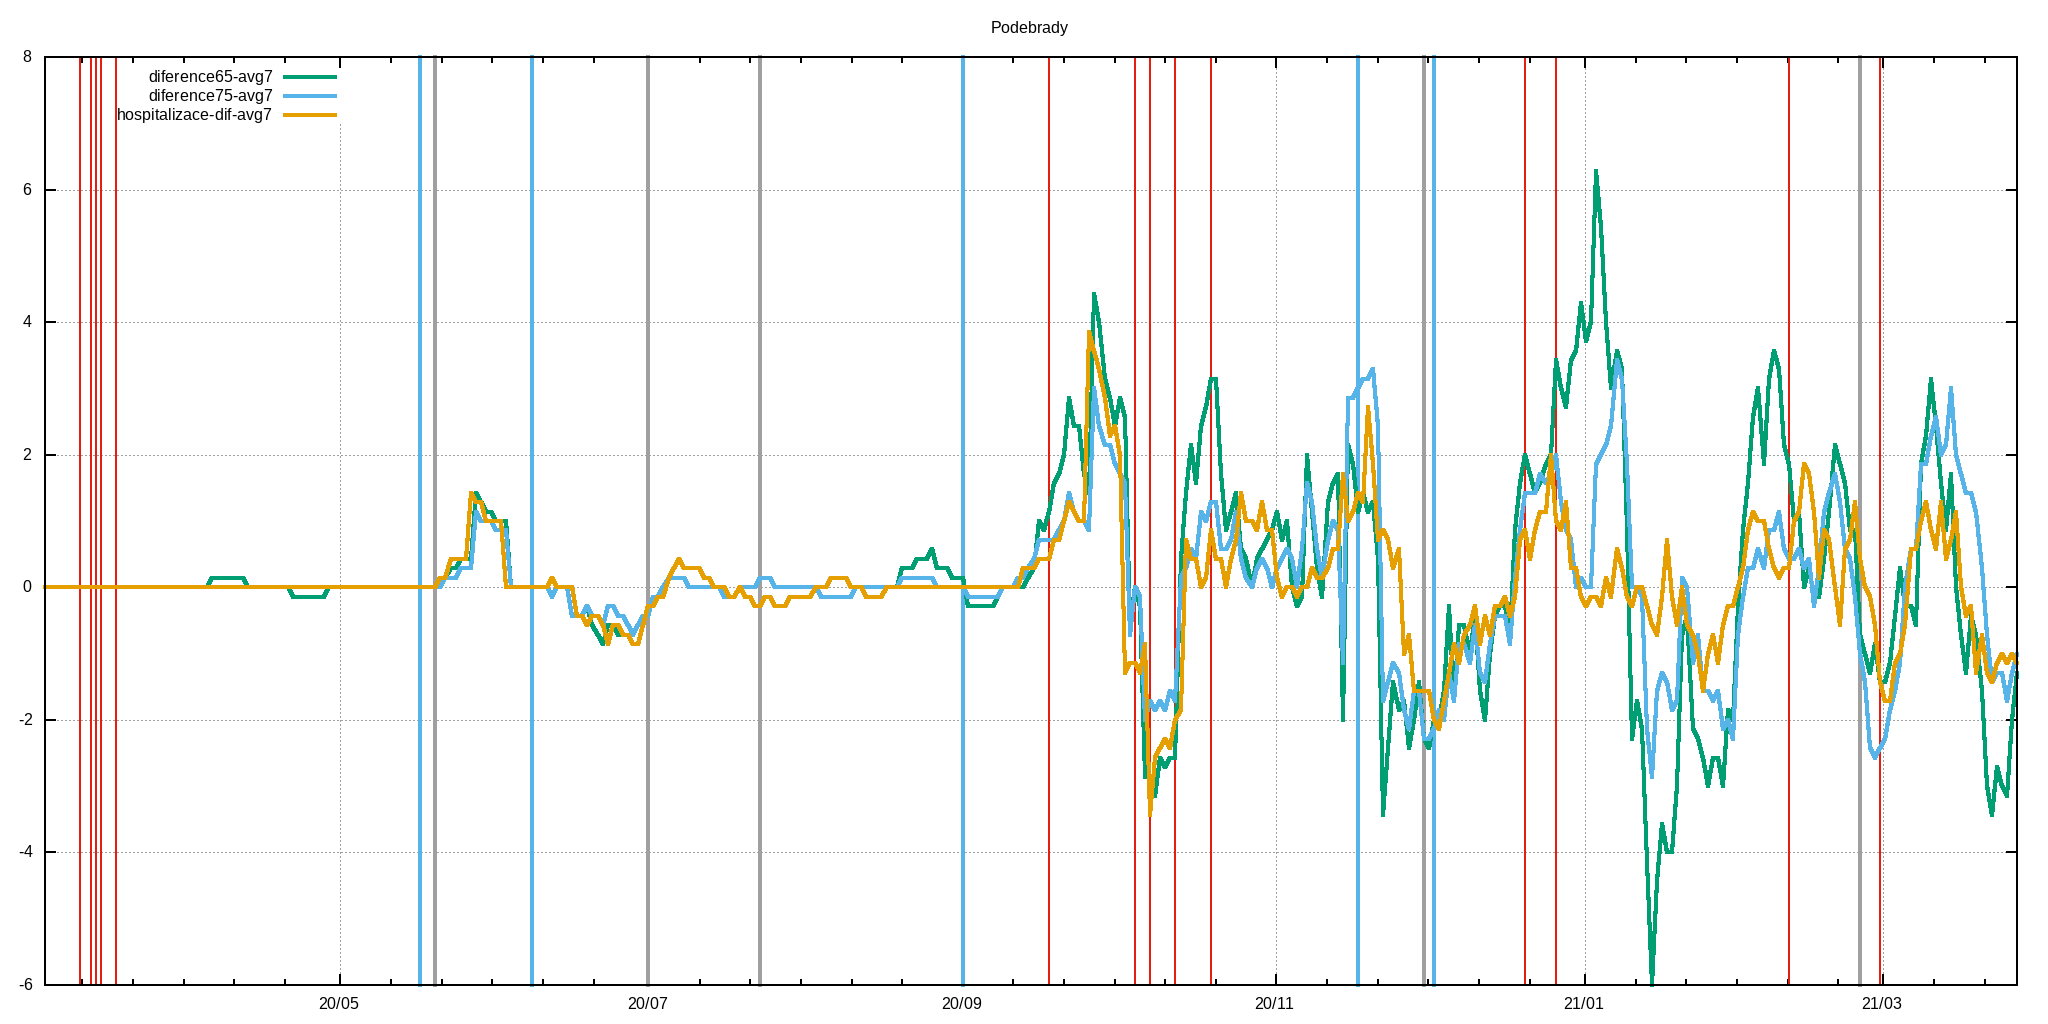 Podebrady
diference65-avg7
diference75-avg7
hospitalizace-dif-avg7
8
6
4
2
0
-2
-4
-6
20/05 20/07 20/09 20/11 21/01 21/03